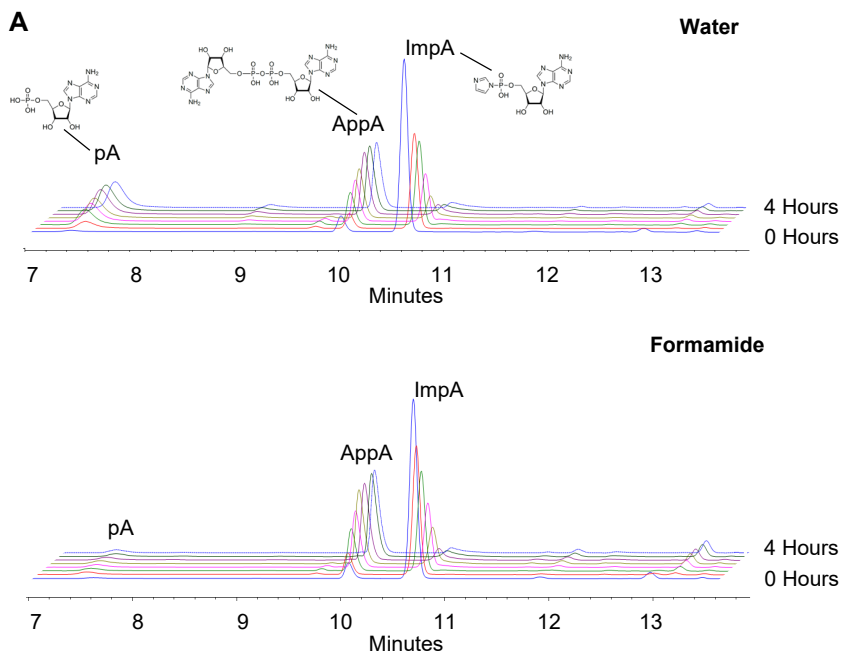 A
Water
ImpA
AppA
pA
4 Hours
0 Hours
7 8 9 10 11 12 13
Minutes
Formamide
ImpA
AppA
pA
4 Hours
0 Hours
7 8 9 10 11 12 13
Minutes